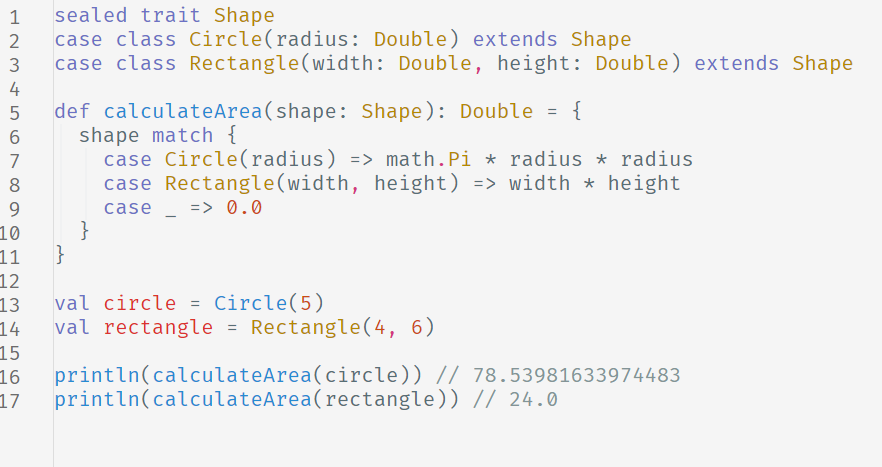 1 sealed trait Shape
2 case class Circle(radius: Double) extends Shape
3 case class Rectangle(width: Double, height: Double) extends Shape
4
5 def calculateArea(shape: Shape): Double = {
6   shape match {
7     case Circle(radius) => math.Pi * radius * radius
8     case Rectangle(width, height) => width * height
9     case _ => 0.0
10   }
11 }
12
13 val circle = Circle(5)
14 val rectangle = Rectangle(4, 6)
15
16 println(calculateArea(circle)) // 78.53981633974483
17 println(calculateArea(rectangle)) // 24.0